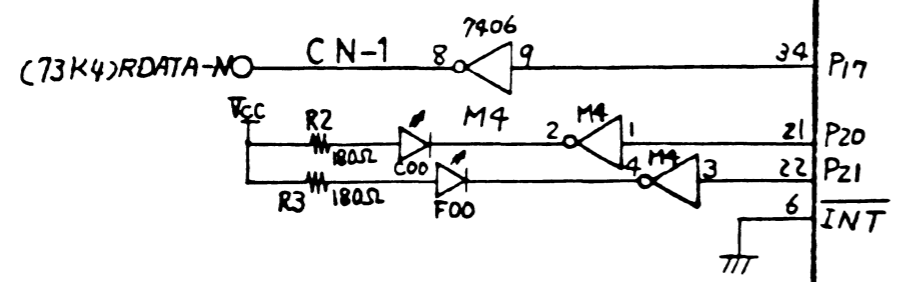 7406
(73K4)RDATA-N CN-1 8 9 34 P17
VCC
R2 M4 2 M4 1 21 P20
180Ω C00 4 M4 3 22 P21
R3 180Ω F00
6 INT